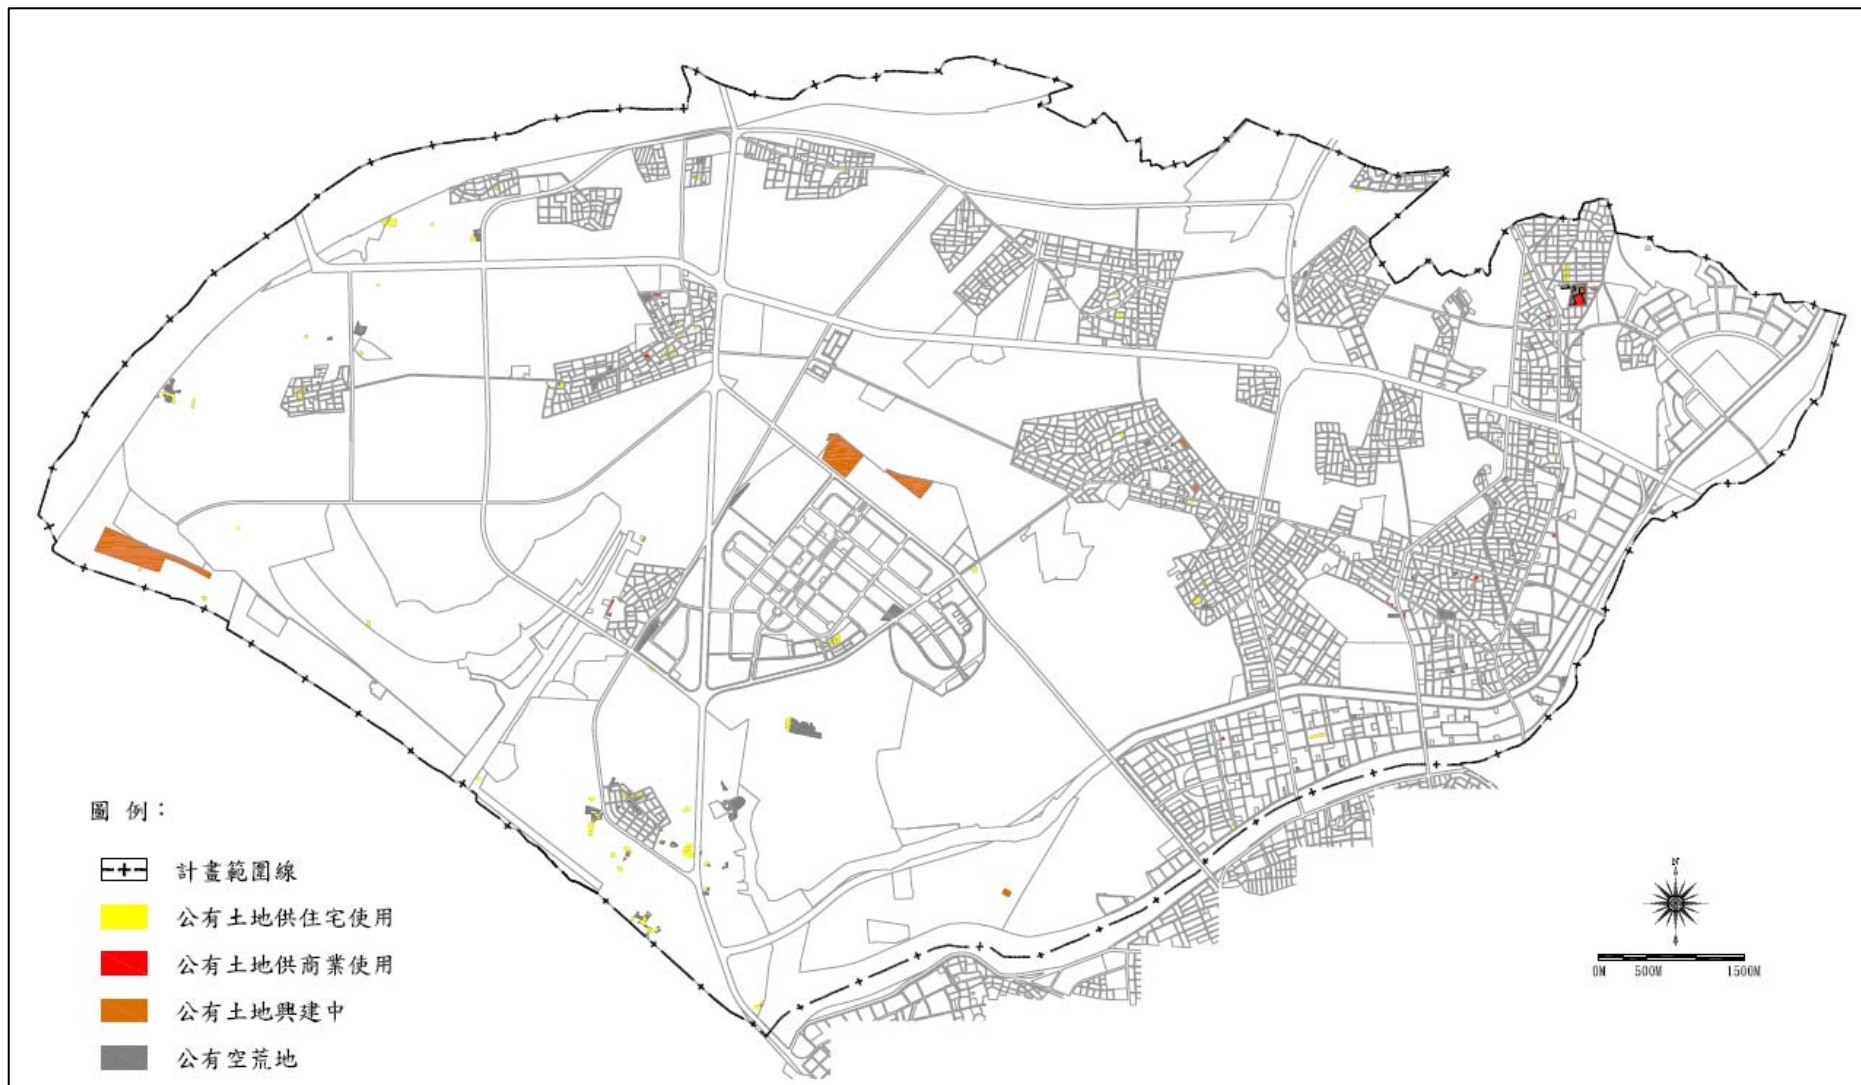 圖 例：
計畫範圍線
公有土地供住宅使用
公有土地供商業使用
公有土地興建中
公有空荒地
N
0M 500M 1500M